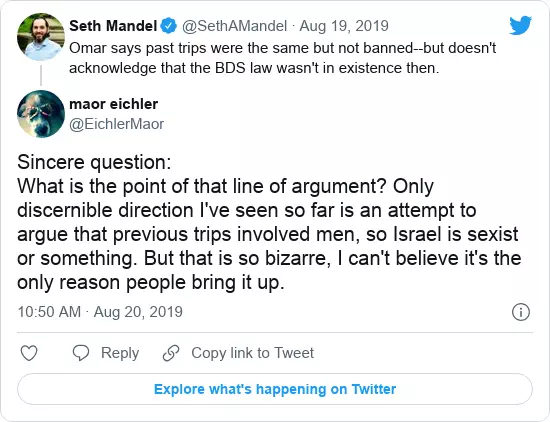 Seth Mandel @SethAMandel · Aug 19, 2019
Omar says past trips were the same but not banned--but doesn't
acknowledge that the BDS law wasn't in existence then.
maor eichler
@EichlerMaor
Sincere question:
What is the point of that line of argument? Only
discernible direction I've seen so far is an attempt to
argue that previous trips involved men, so Israel is sexist
or something. But that is so bizarre, I can't believe it's the
only reason people bring it up.
10:50 AM · Aug 20, 2019
Reply Copy link to Tweet
Explore what's happening on Twitter